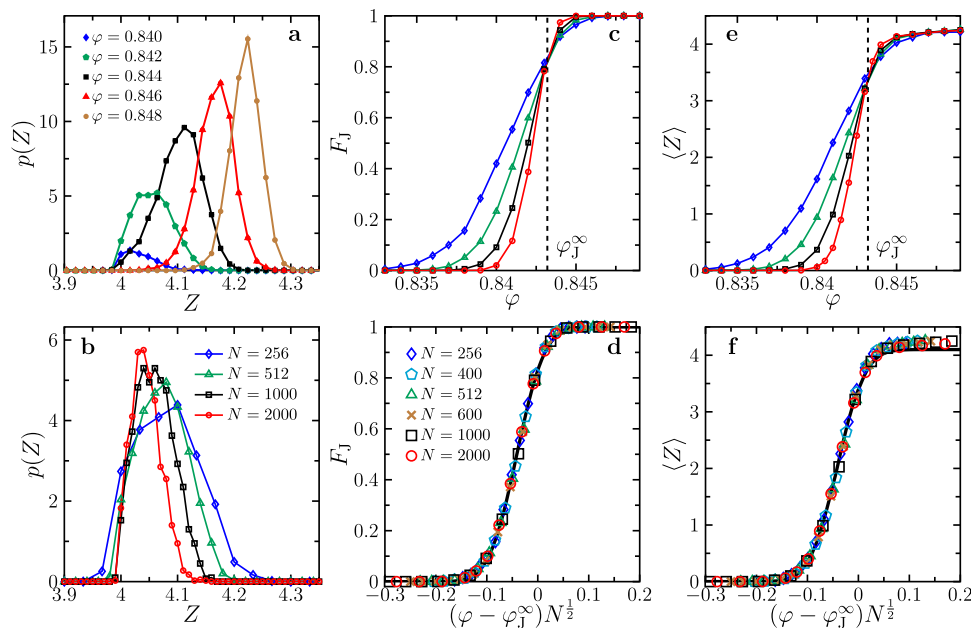 a
φ = 0.840
φ = 0.842
φ = 0.844
φ = 0.846
φ = 0.848
15
10
5
0
p(Z)
3.9
4
4.1
4.2
4.3
Z
c
1
0.8
0.6
0.4
0.2
0
F_J
φ_J^∞
0.835
0.84
0.845
φ
e
4
3
2
1
0
⟨Z⟩
φ_J^∞
0.835
0.84
0.845
φ
b
N = 256
N = 512
N = 1000
N = 2000
6
4
2
0
p(Z)
3.9
4
4.1
4.2
4.3
Z
d
N = 256
N = 400
N = 512
N = 600
N = 1000
N = 2000
1
0.8
0.6
0.4
0.2
0
F_J
−0.3
−0.2
−0.1
0
0.1
0.2
(φ − φ_J^∞)N^{1/2}
f
4
3
2
1
0
⟨Z⟩
−0.3
−0.2
−0.1
0
0.1
0.2
(φ − φ_J^∞)N^{1/2}